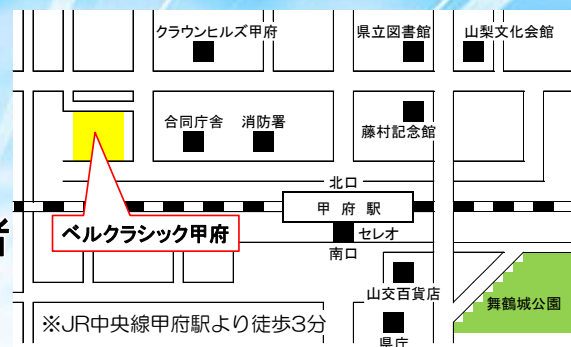 クラウンヒルズ甲府
県立図書館
山梨文化会館
合同庁舎
消防署
藤村記念館
北口
甲府駅
ベルクラシック甲府
セレオ
南口
山交百貨店
舞鶴城公園
※JR中央線甲府駅より徒歩3分
県庁